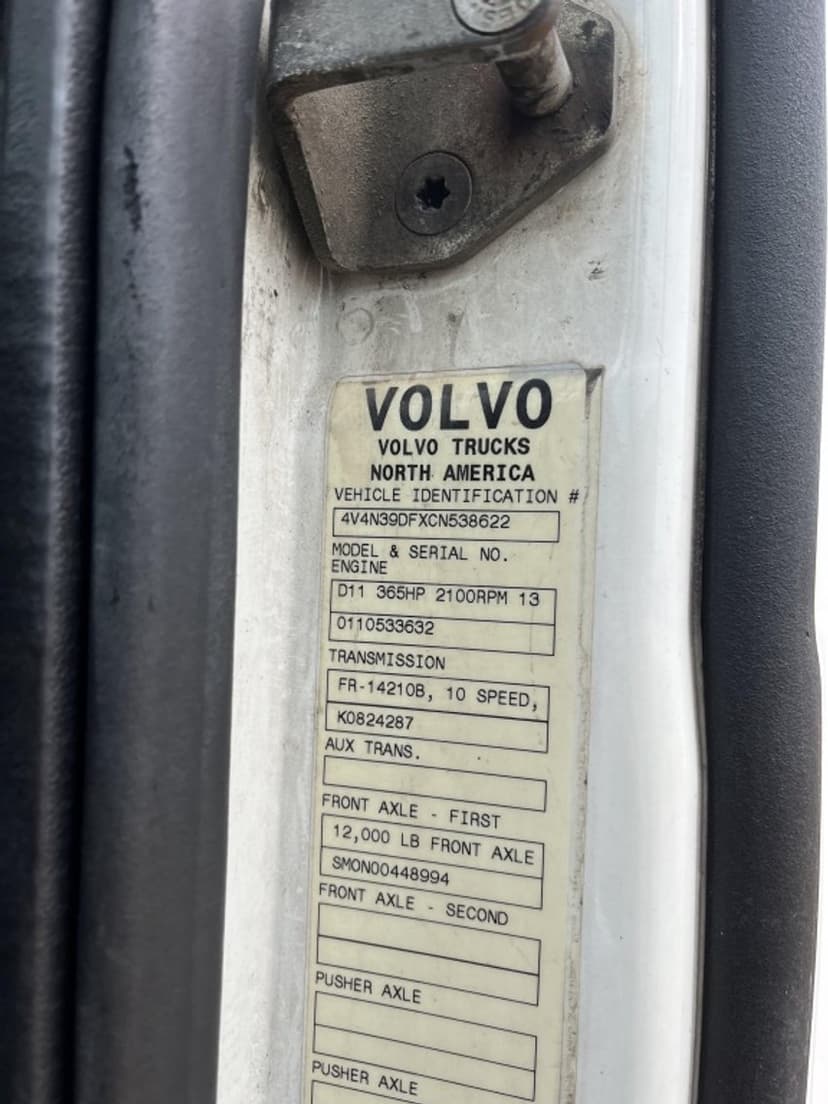 VOLVO
VOLVO TRUCKS
NORTH AMERICA
VEHICLE IDENTIFICATION #
4V4N39DFXCN538622
MODEL & SERIAL NO.
ENGINE
D11 365HP 2100RPM 13
0110533632
TRANSMISSION
FR-14210B, 10 SPEED,
K0824287
AUX TRANS.
FRONT AXLE - FIRST
12,000 LB FRONT AXLE
SMON00448994
FRONT AXLE - SECOND
PUSHER AXLE
PUSHER AXLE